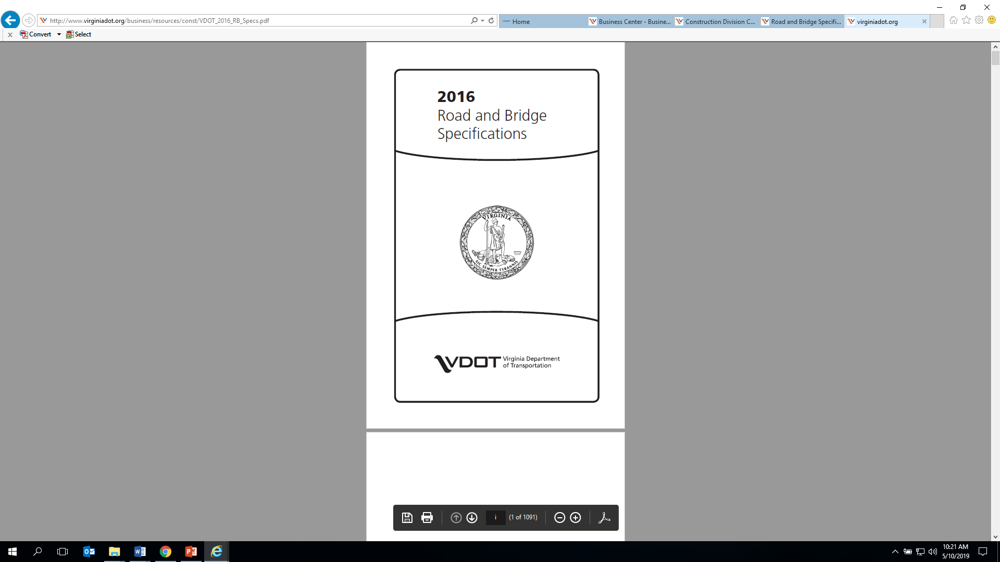 http://www.virginiadot.org/business/resources/const/VDOT_2016_RB_Specs.pdf
Home
Business Center - Busine...
Construction Division C...
Road and Bridge Specifi...
virginiadot.org
Convert
Select
2016
Road and Bridge
Specifications
VIRGINIA
SIC SEMPER TYRANNIS
VDOT
Virginia Department
of Transportation
i
(1 of 1091)
10:21 AM
5/10/2019